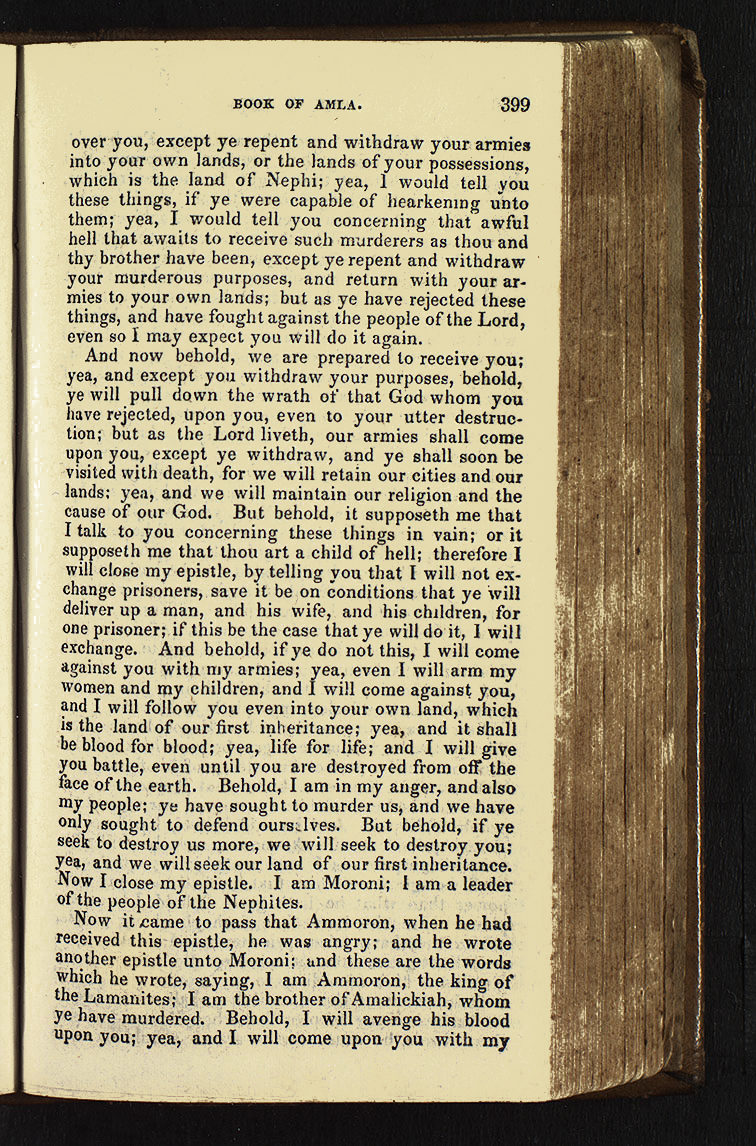 BOOK OF AMLA. 399
over you, except ye repent and withdraw your armies
into your own lands, or the lands of your possessions,
which is the land of Nephi; yea, I would tell you
these things, if ye were capable of hearkening unto
them; yea, I would tell you concerning that awful
hell that awaits to receive such murderers as thou and
thy brother have been, except ye repent and withdraw
your murderous purposes, and return with your ar-
mies to your own lands; but as ye have rejected these
things, and have fought against the people of the Lord,
even so I may expect you will do it again.
And now behold, we are prepared to receive you;
yea, and except you withdraw your purposes, behold,
ye will pull down the wrath of that God whom you
have rejected, upon you, even to your utter destruc-
tion; but as the Lord liveth, our armies shall come
upon you, except ye withdraw, and ye shall soon be
visited with death, for we will retain our cities and our
lands; yea, and we will maintain our religion and the
cause of our God. But behold, it supposeth me that
I talk to you concerning these things in vain; or it
supposeth me that thou art a child of hell; therefore I
will close my epistle, by telling you that I will not ex-
change prisoners, save it be on conditions that ye will
deliver up a man, and his wife, and his children, for
one prisoner; if this be the case that ye will do it, I will
exchange. And behold, if ye do not this, I will come
against you with my armies; yea, even I will arm my
women and my children, and I will come against you,
and I will follow you even into your own land, which
is the land of our first inheritance; yea, and it shall
be blood for blood; yea, life for life; and I will give
you battle, even until you are destroyed from off the
face of the earth. Behold, I am in my anger, and also
my people; ye have sought to murder us, and we have
only sought to defend ourselves. But behold, if ye
seek to destroy us more, we will seek to destroy you;
yea, and we will seek our land of our first inheritance.
Now I close my epistle. I am Moroni; I am a leader
of the people of the Nephites.
Now it came to pass that Ammoron, when he had
received this epistle, he was angry; and he wrote
another epistle unto Moroni; and these are the words
which he wrote, saying, I am Ammoron, the king of
the Lamanites; I am the brother of Amalickiah, whom
ye have murdered. Behold, I will avenge his blood
upon you; yea, and I will come upon you with my